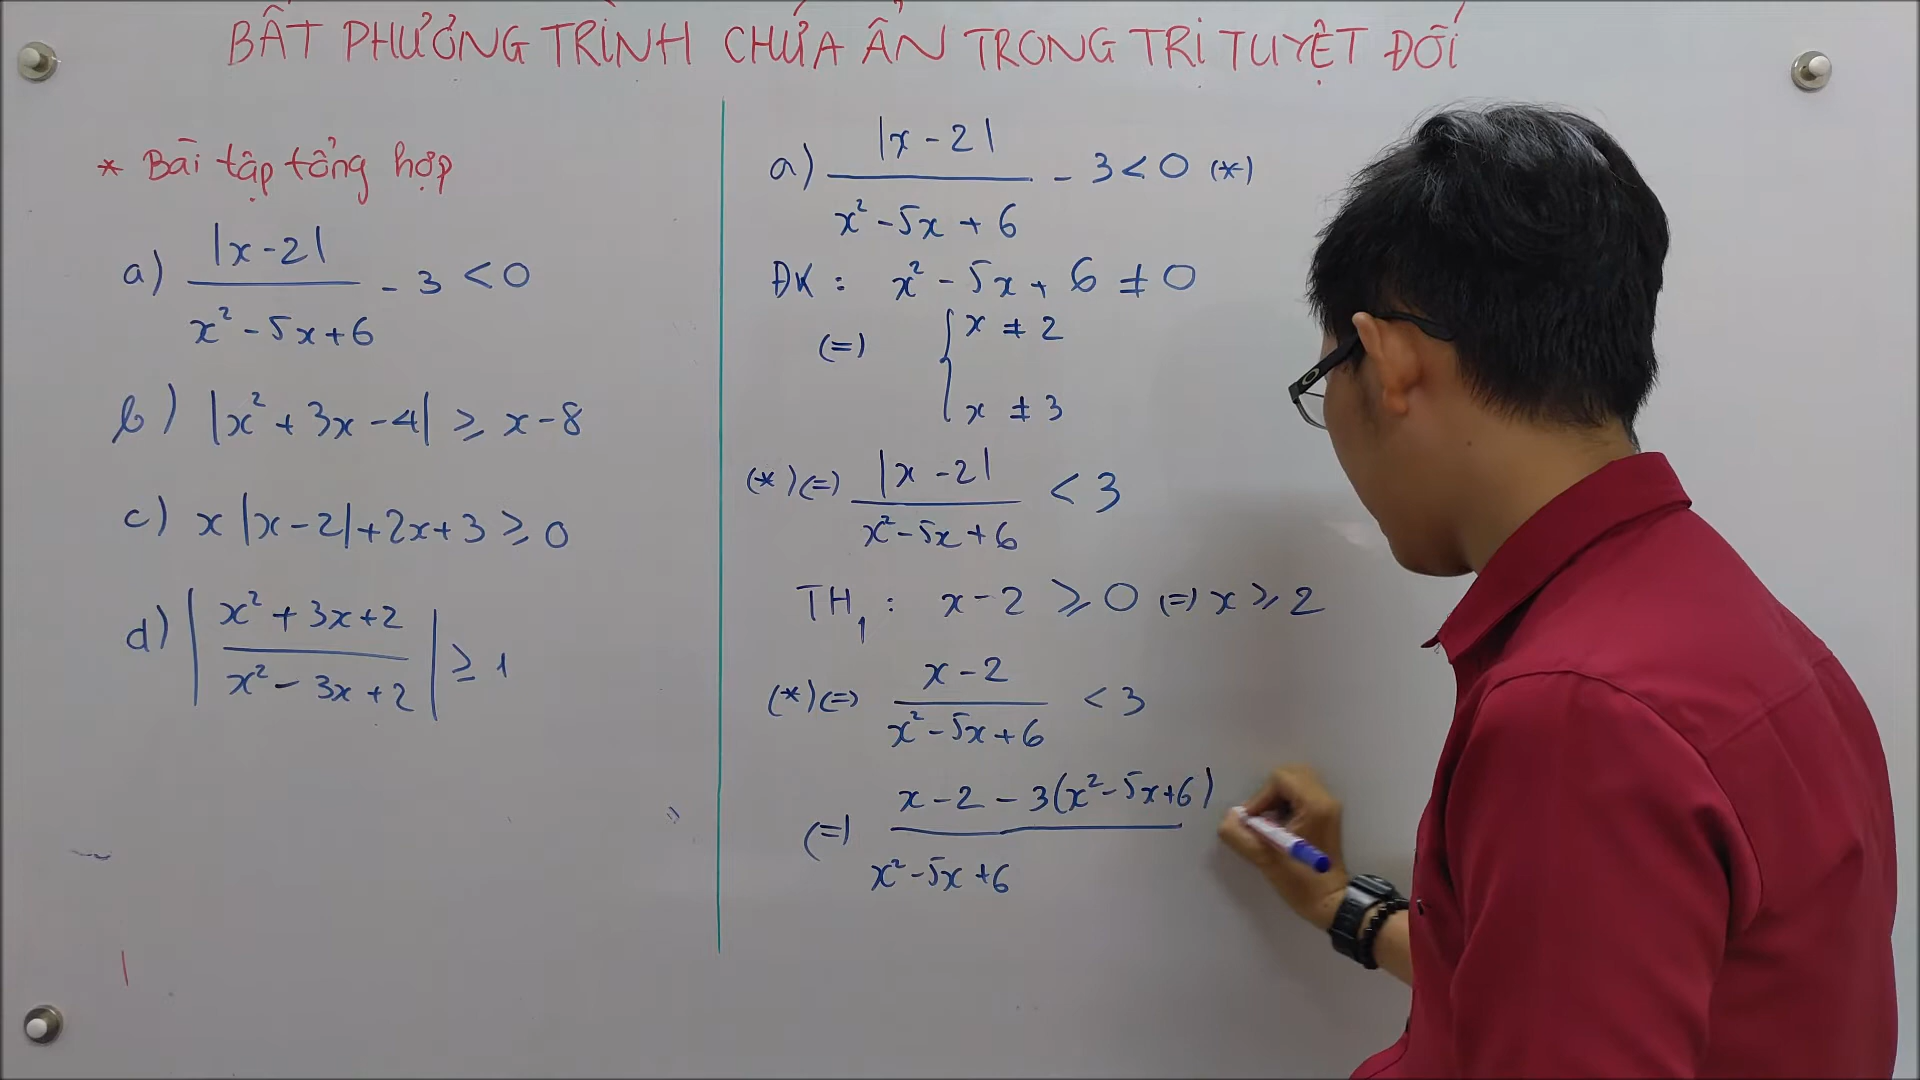 BẤT PHƯƠNG TRÌNH CHỨA ẨN TRONG TRỊ TUYỆT ĐỐI
* Bài tập tổng hợp
a) |x-2| / x² -5x+6 - 3 < 0
b) |x² + 3x - 4| ≥ x - 8
c) x |x-2| + 2x + 3 ≥ 0
d) | x² + 3x+2 / x² - 3x + 2 | ≥ 1
a) |x - 2| / x² - 5x + 6 - 3 < 0 (*)
ĐK : x² - 5x + 6 ≠ 0
(=) { x ≠ 2
x ≠ 3
(*) (=) |x - 2| / x² - 5x + 6 < 3
TH₁ : x - 2 ≥ 0 (=) x ≥ 2
(*) (=) x - 2 / x² - 5x + 6 < 3
(=) x - 2 - 3(x² - 5x+6) / x² - 5x + 6